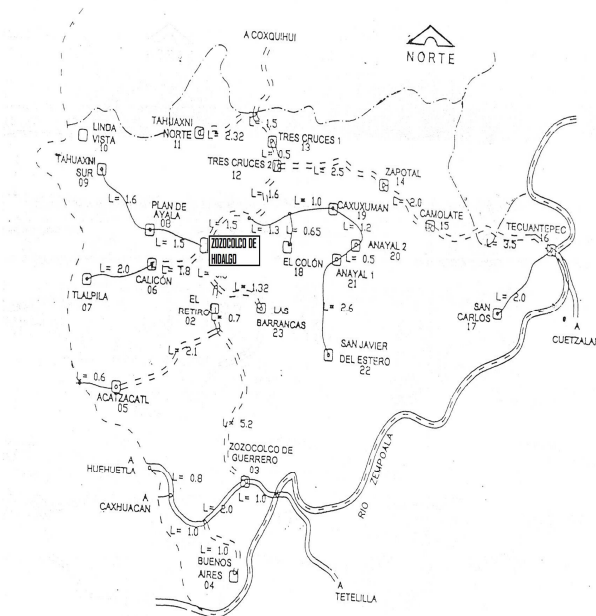 A COXQUIHUI
NORTE
LINDA
VISTA
10
TAHUAXNI
NORTE
11
L= 2.32
L= 1.5
TRES CRUCES 1
13
L= 0.5
TAHUAXNI
SUR
09
TRES CRUCES 2
12
L= 2.5
ZAPOTAL
14
L= 1.6
L= 1.6
L= 2.0
PLAN DE
AYALA
08
L= 1.5
L= 1.0
CAXUXUMAN
19
CAMOLATE
15
L= 1.3
L= 0.65
L= 1.2
TECUANTEPEC
16
L= 3.5
L= 1.5
ZOZOCOLCO DE
HIDALGO
EL COLÓN
18
ANAYAL 2
20
L= 2.0
CALICÓN
06
L= 1.8
ANAYAL 1
21
L= 0.5
TLALPILA
07
L= 1.32
EL
RETIRO
02
L= 0.7
LAS
BARRANCAS
23
L= 2.6
L= 2.0
SAN
CARLOS
17
A
CUETZALAN
L= 2.1
SAN JAVIER
DEL ESTERO
22
L= 0.6
ACATZACATL
05
L= 5.2
ZOZOCOLCO DE
GUERRERO
03
A
HUEHUETLA
L= 0.8
RIO ZEMPOALA
A
CAXHUACAN
L= 2.0
L= 1.0
L= 1.0
L= 1.0
BUENOS
AIRES
04
A
TETELILLA